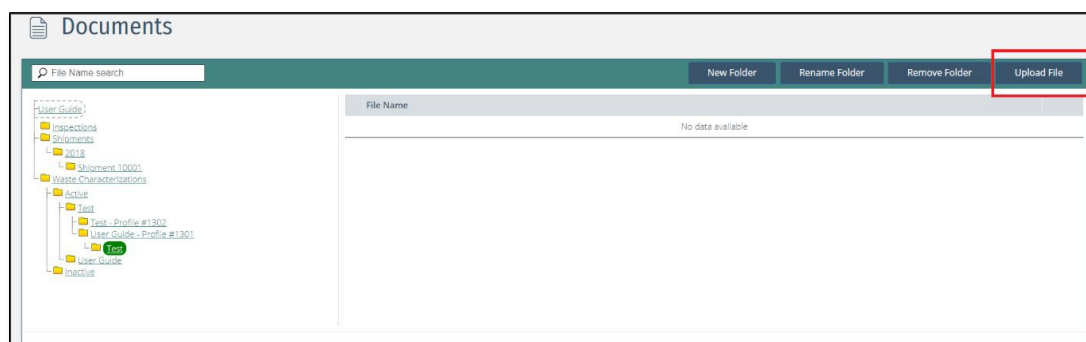 Documents
File Name search
New Folder
Rename Folder
Remove Folder
Upload File
User Guide
Inspections
Shipments
2018
Shipment 10001
Waste Characterizations
Active
Test
Test - Profile #1302
User Guide - Profile #1301
Test
User Guide
Inactive
File Name
No data available